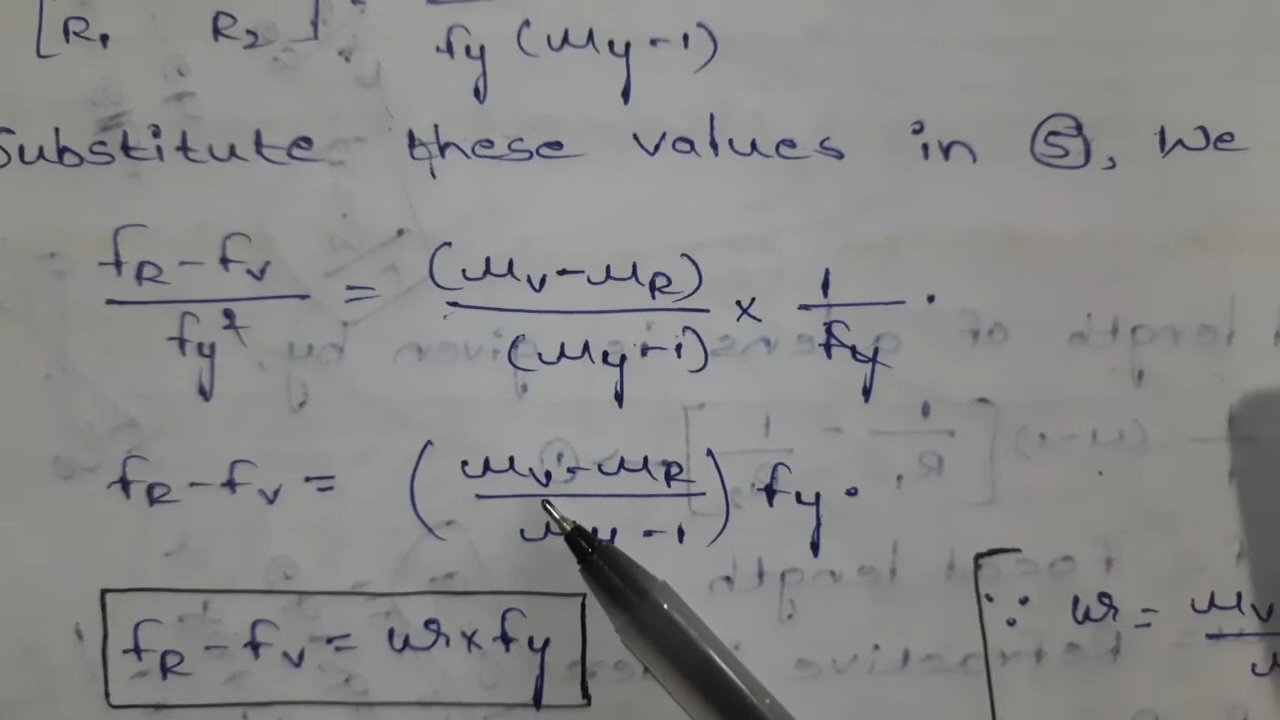 [R₁ R₂] fy (μy-1)
Substitute these values in ⑤, We
fR - fv / fy² = (μv - μR) / (μy-1) × 1 / fy .
fR - fv = (μv - μR / μy - 1) fy .
fR - fv = ω × fy
∵ ω = μv